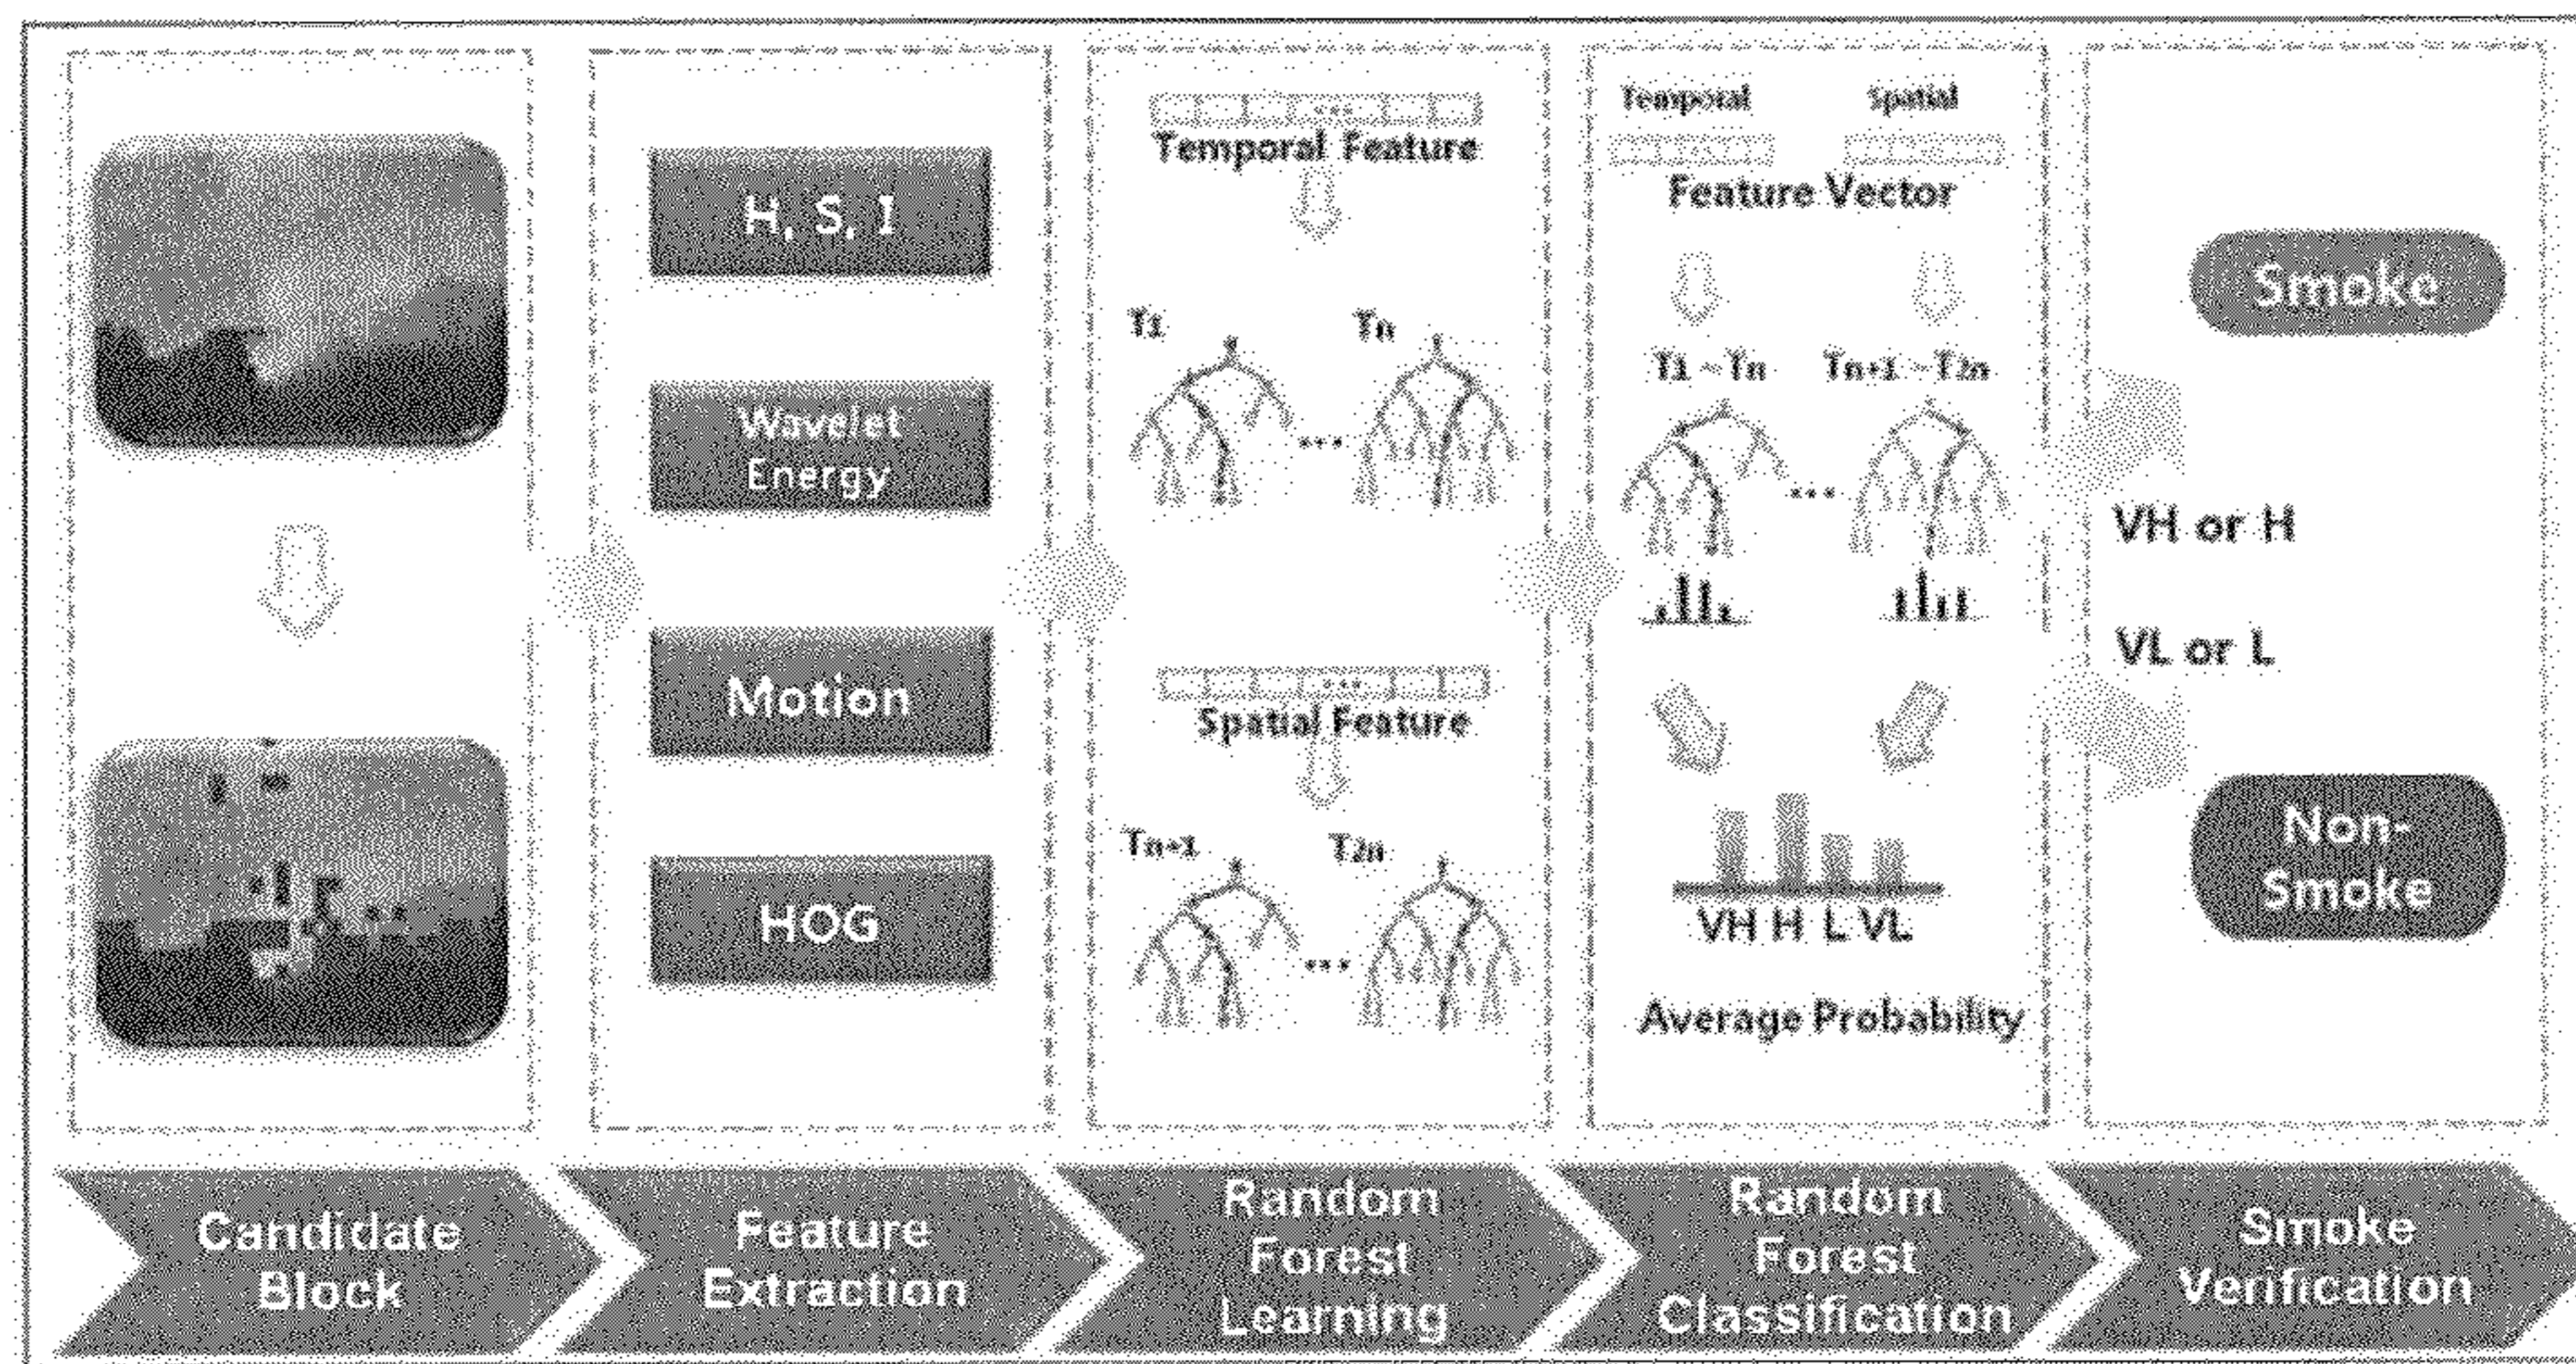 H, S, I
Wavelet
Energy
Motion
HOG
Temporal Feature
T1
Tn
Spatial Feature
Tn+1
T2n
Temporal
Spatial
Feature Vector
T1 ~ Tn
Tn+1 ~ T2n
VH H L VL
Average Probability
Smoke
VH or H
VL or L
Non-
Smoke
Candidate
Block
Feature
Extraction
Random
Forest
Learning
Random
Forest
Classification
Smoke
Verification